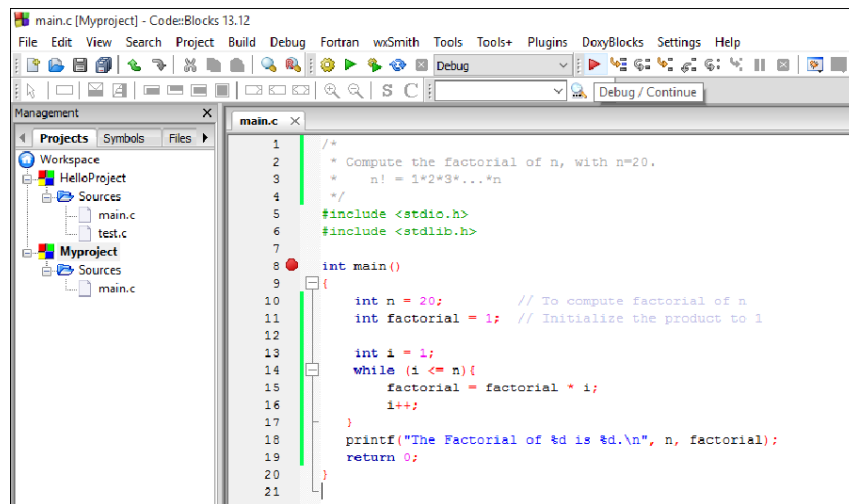 main.c [Myproject] - Code::Blocks 13.12
File Edit View Search Project Build Debug Fortran wxSmith Tools Tools+ Plugins DoxyBlocks Settings Help
Debug
S C
Debug / Continue
Management X
Projects Symbols Files
main.c ×
Workspace
HelloProject
Sources
main.c
test.c
Myproject
Sources
main.c
1 /*
2 * Compute the factorial of n, with n=20.
3 * n! = 1*2*3*...*n
4 */
5 #include <stdio.h>
6 #include <stdlib.h>
7
8 int main()
9 {
10 int n = 20; // To compute factorial of n
11 int factorial = 1; // Initialize the product to 1
12
13 int i = 1;
14 while (i <= n){
15 factorial = factorial * i;
16 i++;
17 }
18 printf("The Factorial of %d is %d.\n", n, factorial);
19 return 0;
20 }
21